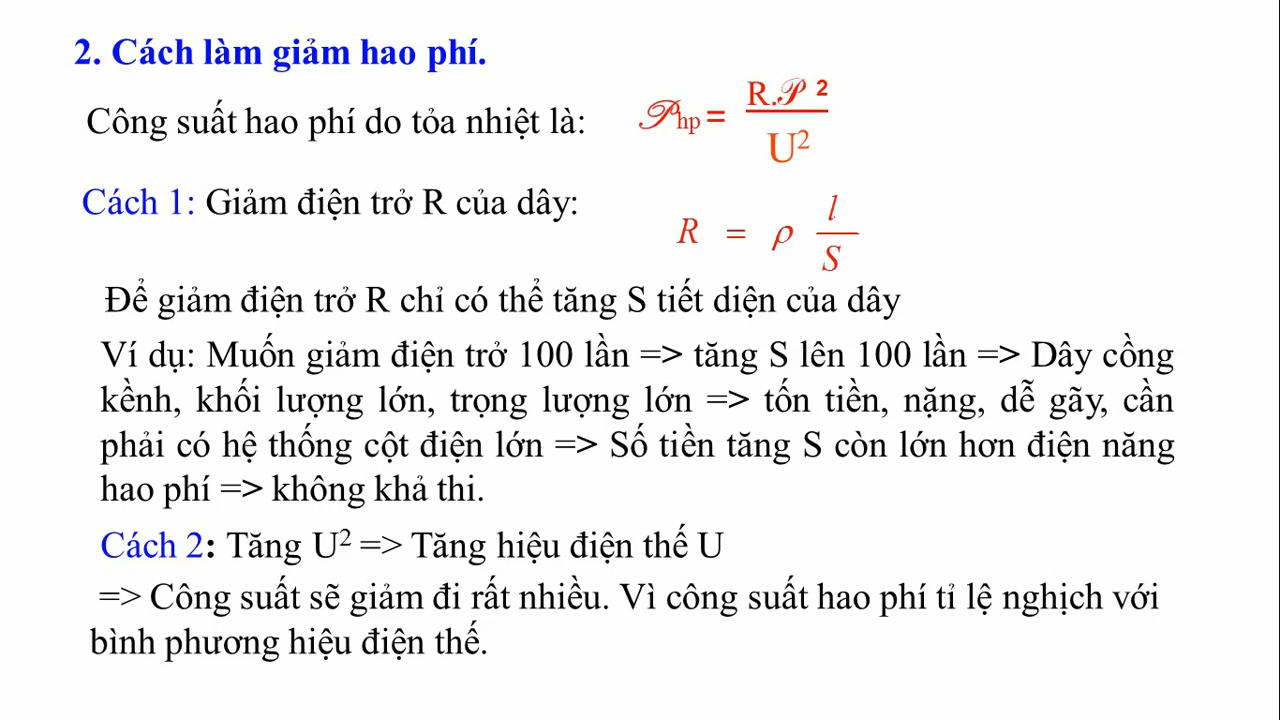 2. Cách làm giảm hao phí.
Công suất hao phí do tỏa nhiệt là: 𝒫hp = R.𝒫² / U²
Cách 1: Giảm điện trở R của dây: R = ρ l / S
Để giảm điện trở R chỉ có thể tăng S tiết diện của dây
Ví dụ: Muốn giảm điện trở 100 lần => tăng S lên 100 lần => Dây cồng
kềnh, khối lượng lớn, trọng lượng lớn => tốn tiền, nặng, dễ gãy, cần
phải có hệ thống cột điện lớn => Số tiền tăng S còn lớn hơn điện năng
hao phí => không khả thi.
Cách 2: Tăng U² => Tăng hiệu điện thế U
=> Công suất sẽ giảm đi rất nhiều. Vì công suất hao phí tỉ lệ nghịch với
bình phương hiệu điện thế.